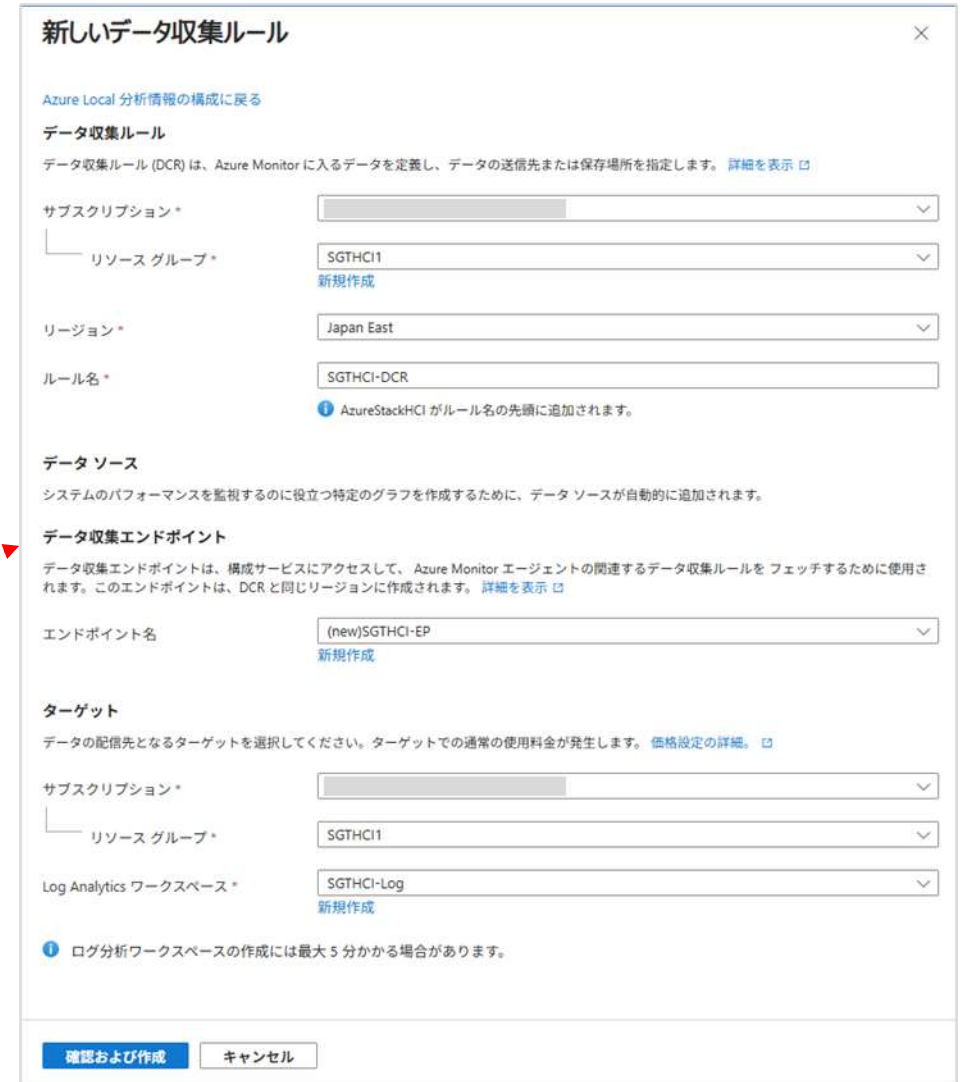 新しいデータ収集ルール
Azure Local 分析情報の構成に戻る
データ収集ルール
データ収集ルール (DCR) は、Azure Monitor に入るデータを定義し、データの送信先または保存場所を指定します。 詳細を表示
サブスクリプション *
リソース グループ * SGTHCI1
新規作成
リージョン * Japan East
ルール名 * SGTHCI-DCR
AzureStackHCI がルール名の先頭に追加されます。
データ ソース
システムのパフォーマンスを監視するのに役立つ特定のグラフを作成するために、データ ソースが自動的に追加されます。
データ収集エンドポイント
データ収集エンドポイントは、構成サービスにアクセスして、 Azure Monitor エージェントの関連するデータ収集ルールを フェッチするために使用さ
れます。このエンドポイントは、DCR と同じリージョンに作成されます。 詳細を表示
エンドポイント名 (new)SGTHCI-EP
新規作成
ターゲット
データの配信先となるターゲットを選択してください。ターゲットでの通常の使用料金が発生します。 価格設定の詳細。
サブスクリプション *
リソース グループ * SGTHCI1
Log Analytics ワークスペース * SGTHCI-Log
新規作成
ログ分析ワークスペースの作成には最大 5 分かかる場合があります。
確認および作成 キャンセル